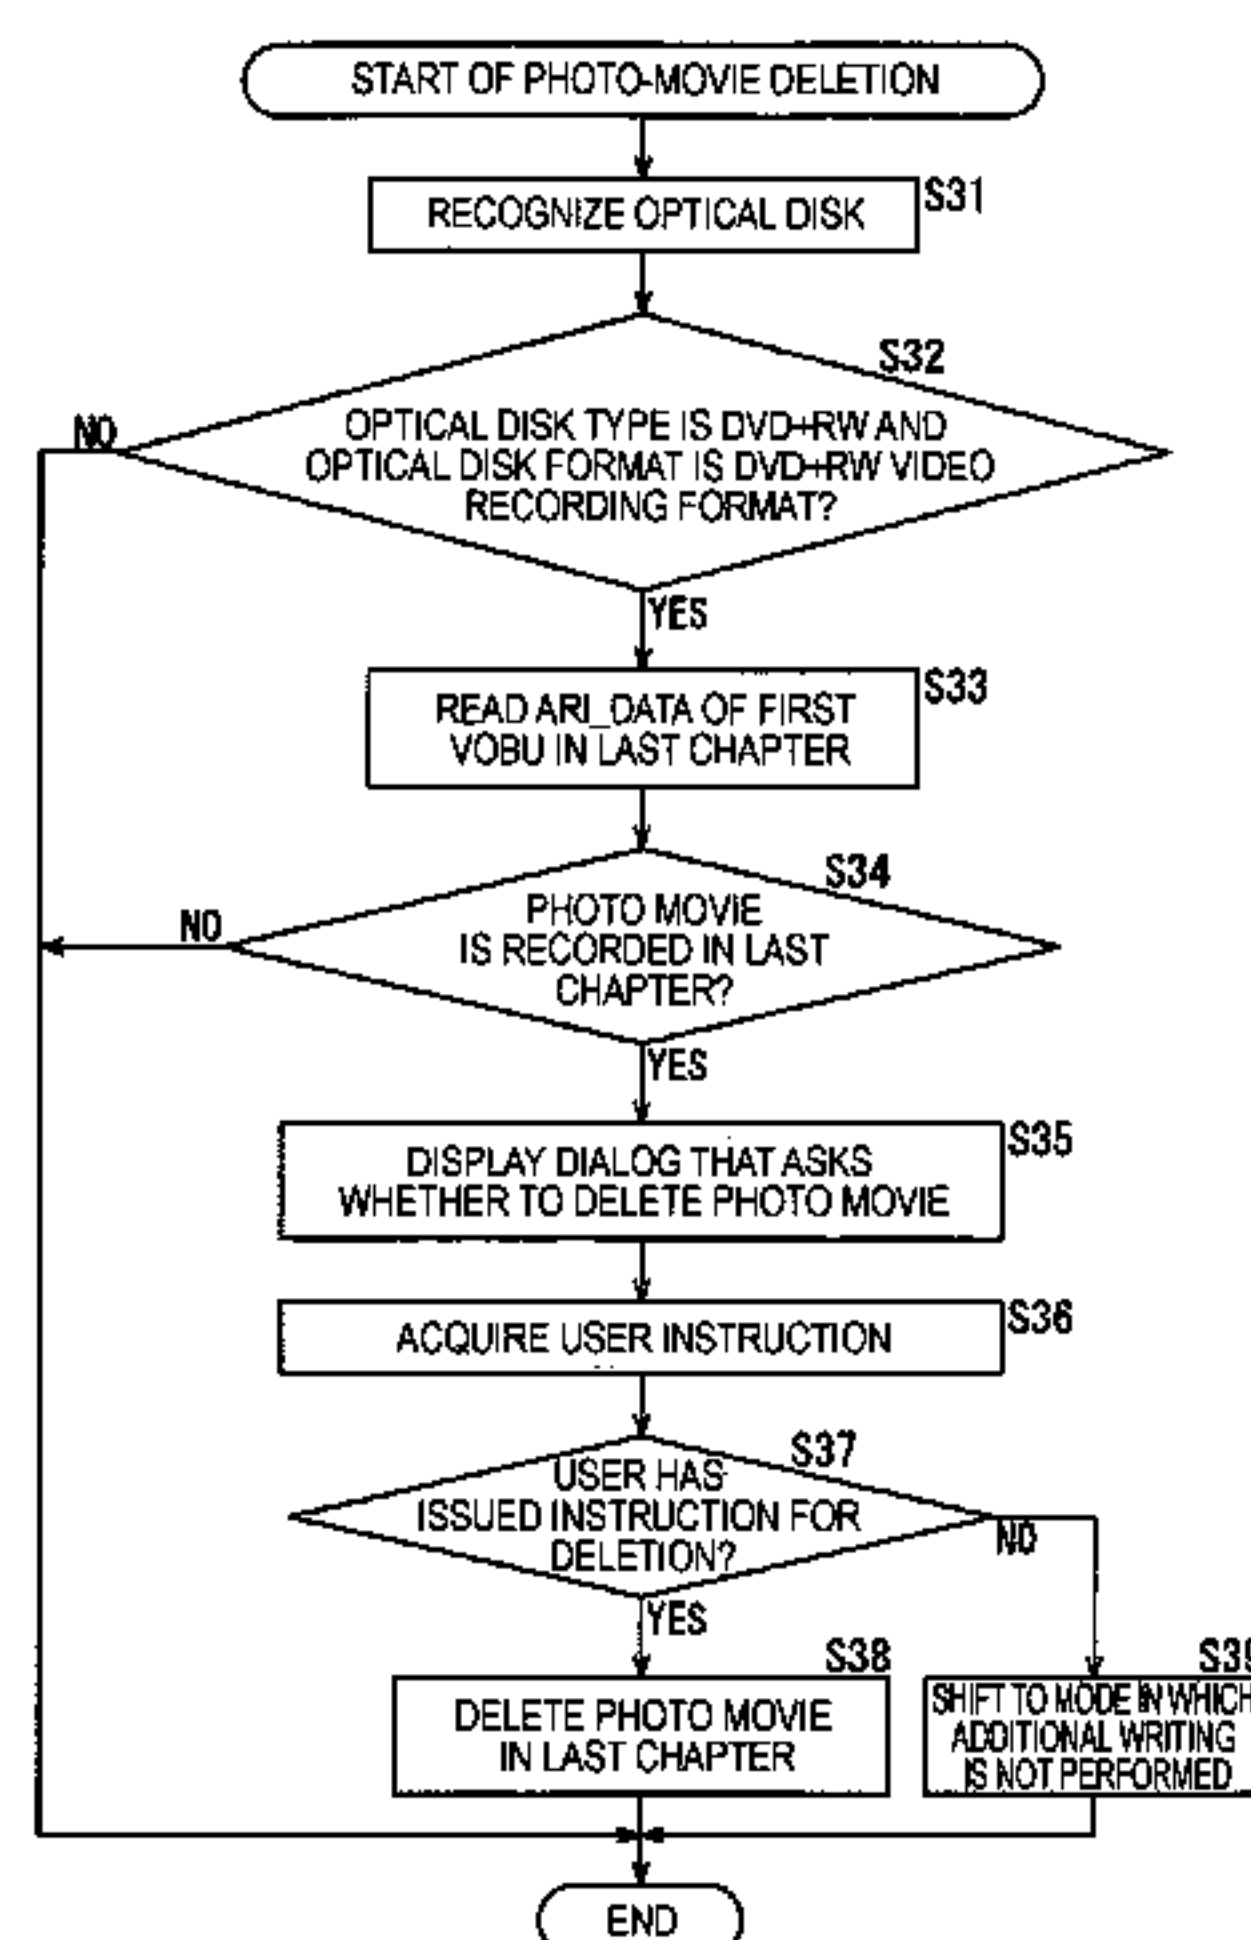 START OF PHOTO-MOVIE DELETION
RECOGNIZE OPTICAL DISK
S31
S32
NO
OPTICAL DISK TYPE IS DVD+RW AND
OPTICAL DISK FORMAT IS DVD+RW VIDEO
RECORDING FORMAT?
YES
S33
READ ARI_DATA OF FIRST
VOBU IN LAST CHAPTER
S34
NO
PHOTO MOVIE
IS RECORDED IN LAST
CHAPTER?
YES
S35
DISPLAY DIALOG THAT ASKS
WHETHER TO DELETE PHOTO MOVIE
S36
ACQUIRE USER INSTRUCTION
S37
USER HAS
ISSUED INSTRUCTION FOR
DELETION?
NO
YES
S38
DELETE PHOTO MOVIE
IN LAST CHAPTER
S39
SHIFT TO MODE IN WHICH
ADDITIONAL WRITING
IS NOT PERFORMED
END